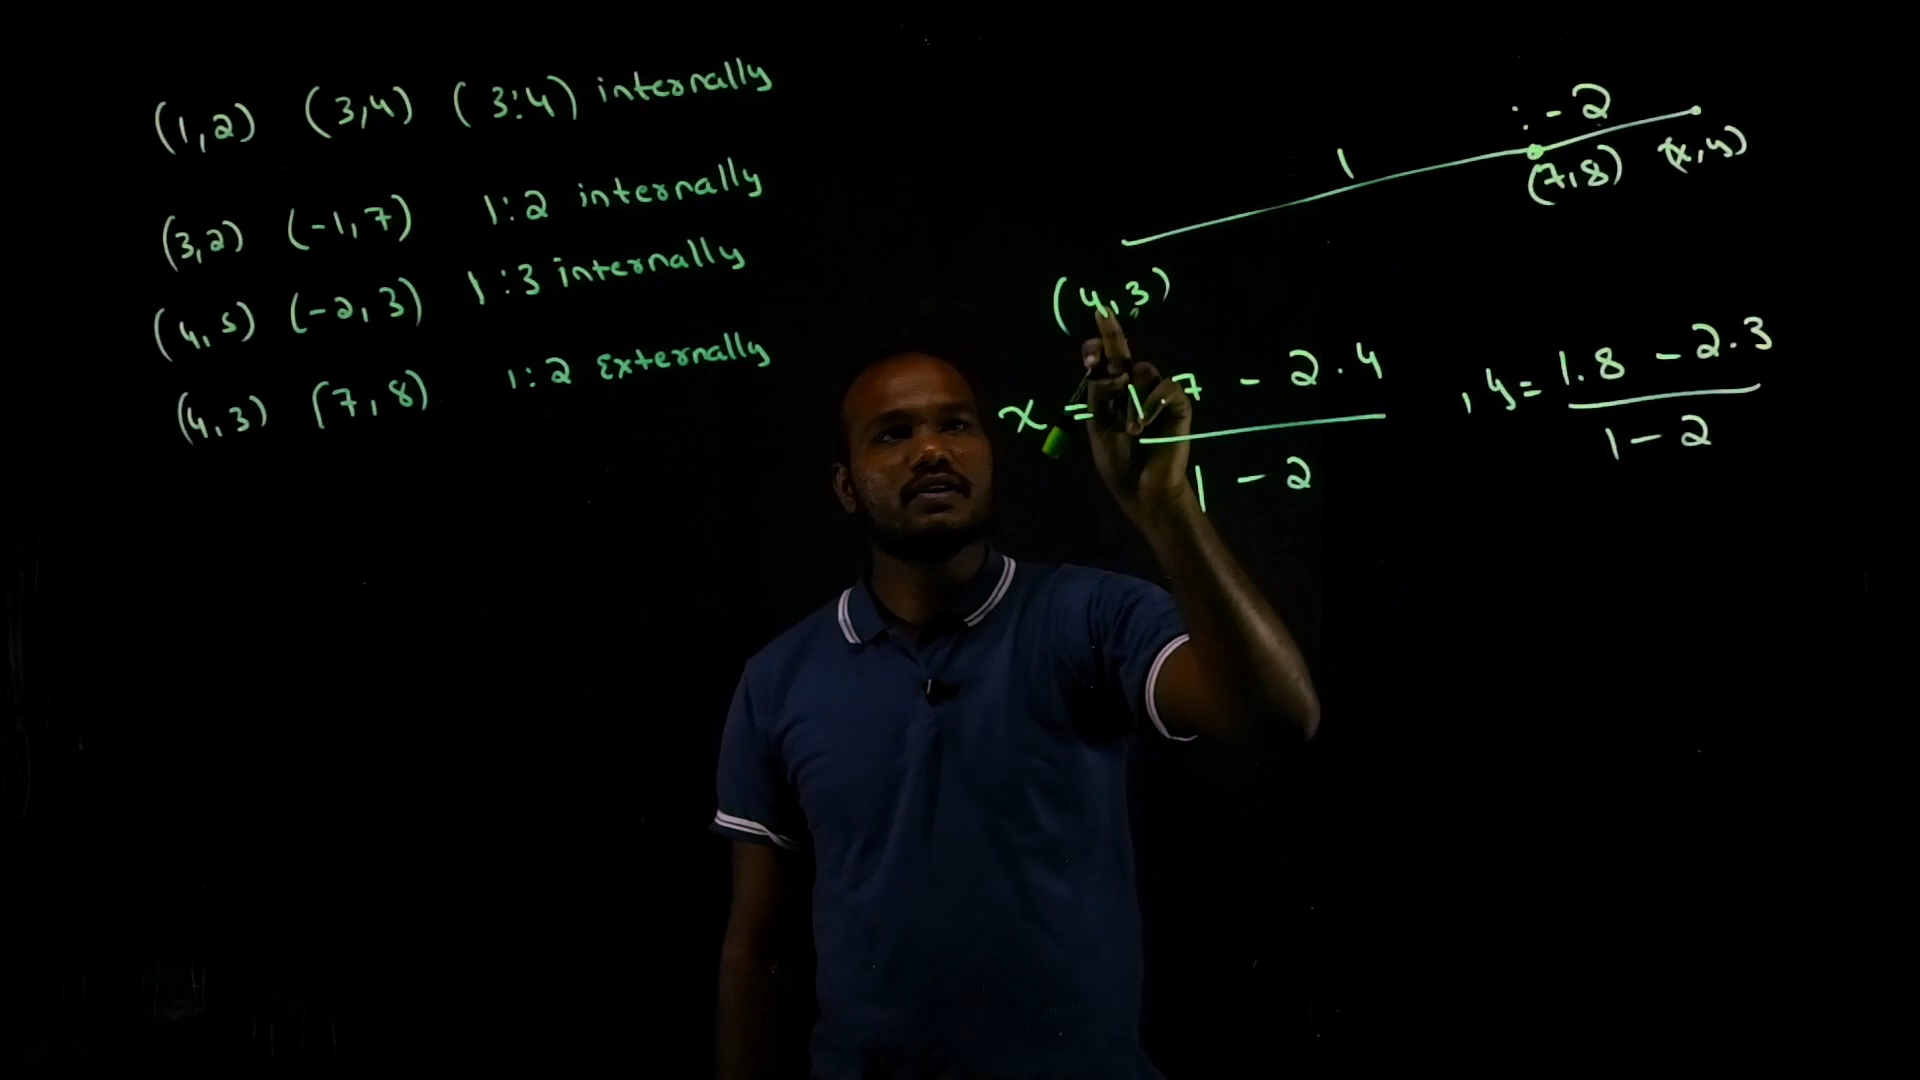 (1,2) (3,4) (3:4) internally
(3,2) (-1,7) 1:2 internally
(4,5) (-2,3) 1:3 internally
(4,3) (7,8) 1:2 Externally
1 : -2
(7,8) (x,y)
(4,3)
x = 1.7 - 2.4 , y = 1.8 - 2.3
1 - 2 1 - 2